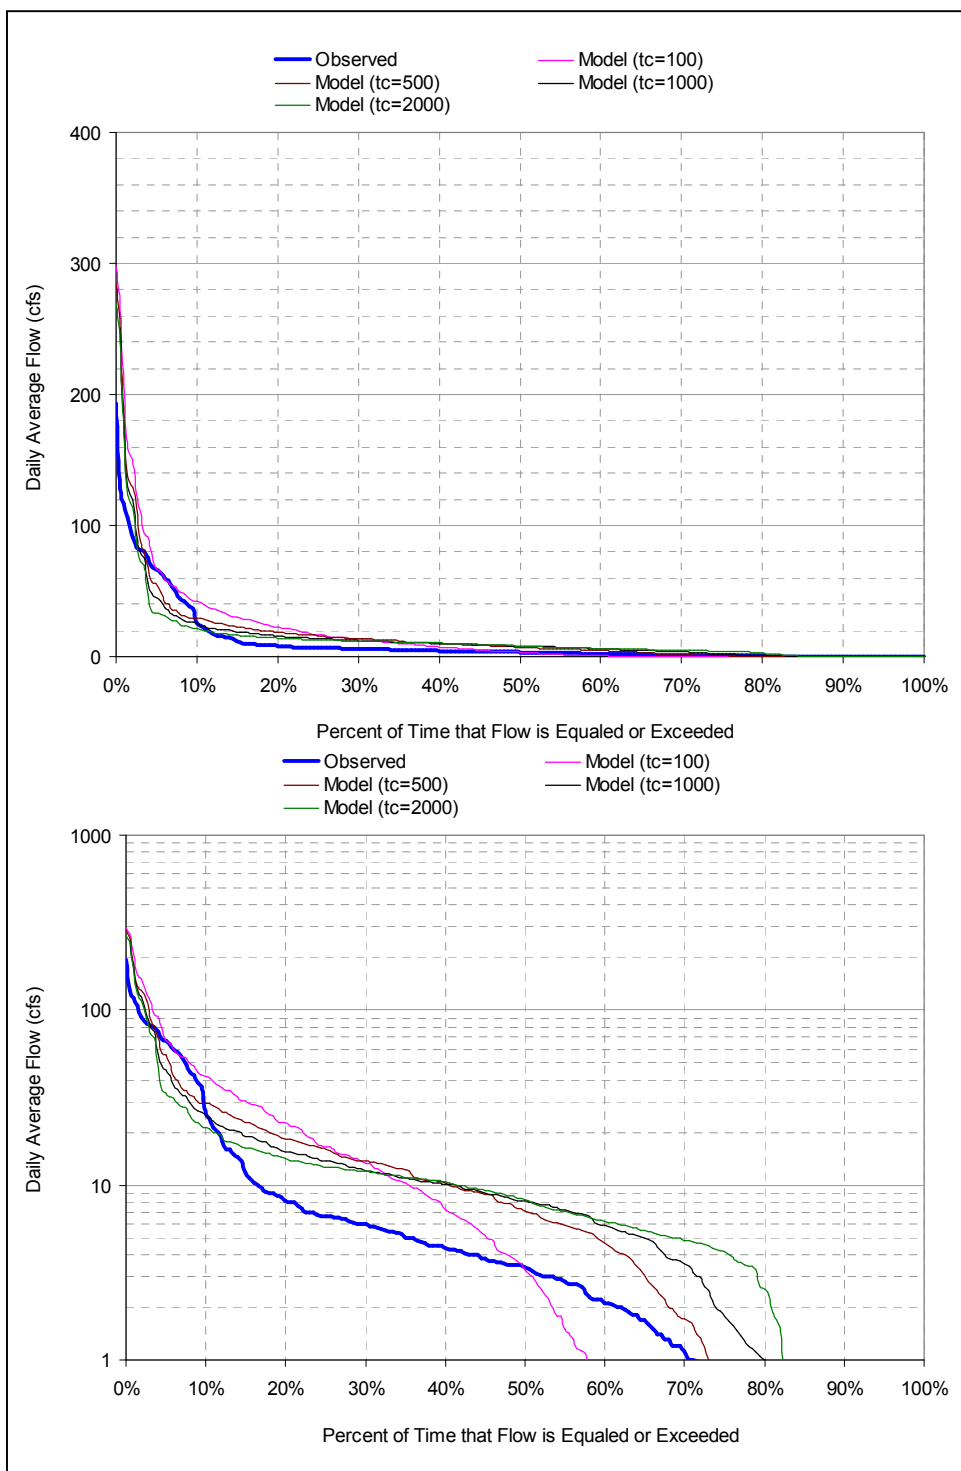 Observed Model (tc=100)
Model (tc=500) Model (tc=1000)
Model (tc=2000)
400
300
200
100
0
Daily Average Flow (cfs)
0% 10% 20% 30% 40% 50% 60% 70% 80% 90% 100%
Percent of Time that Flow is Equaled or Exceeded
Observed Model (tc=100)
Model (tc=500) Model (tc=1000)
Model (tc=2000)
1000
100
10
1
Daily Average Flow (cfs)
0% 10% 20% 30% 40% 50% 60% 70% 80% 90% 100%
Percent of Time that Flow is Equaled or Exceeded